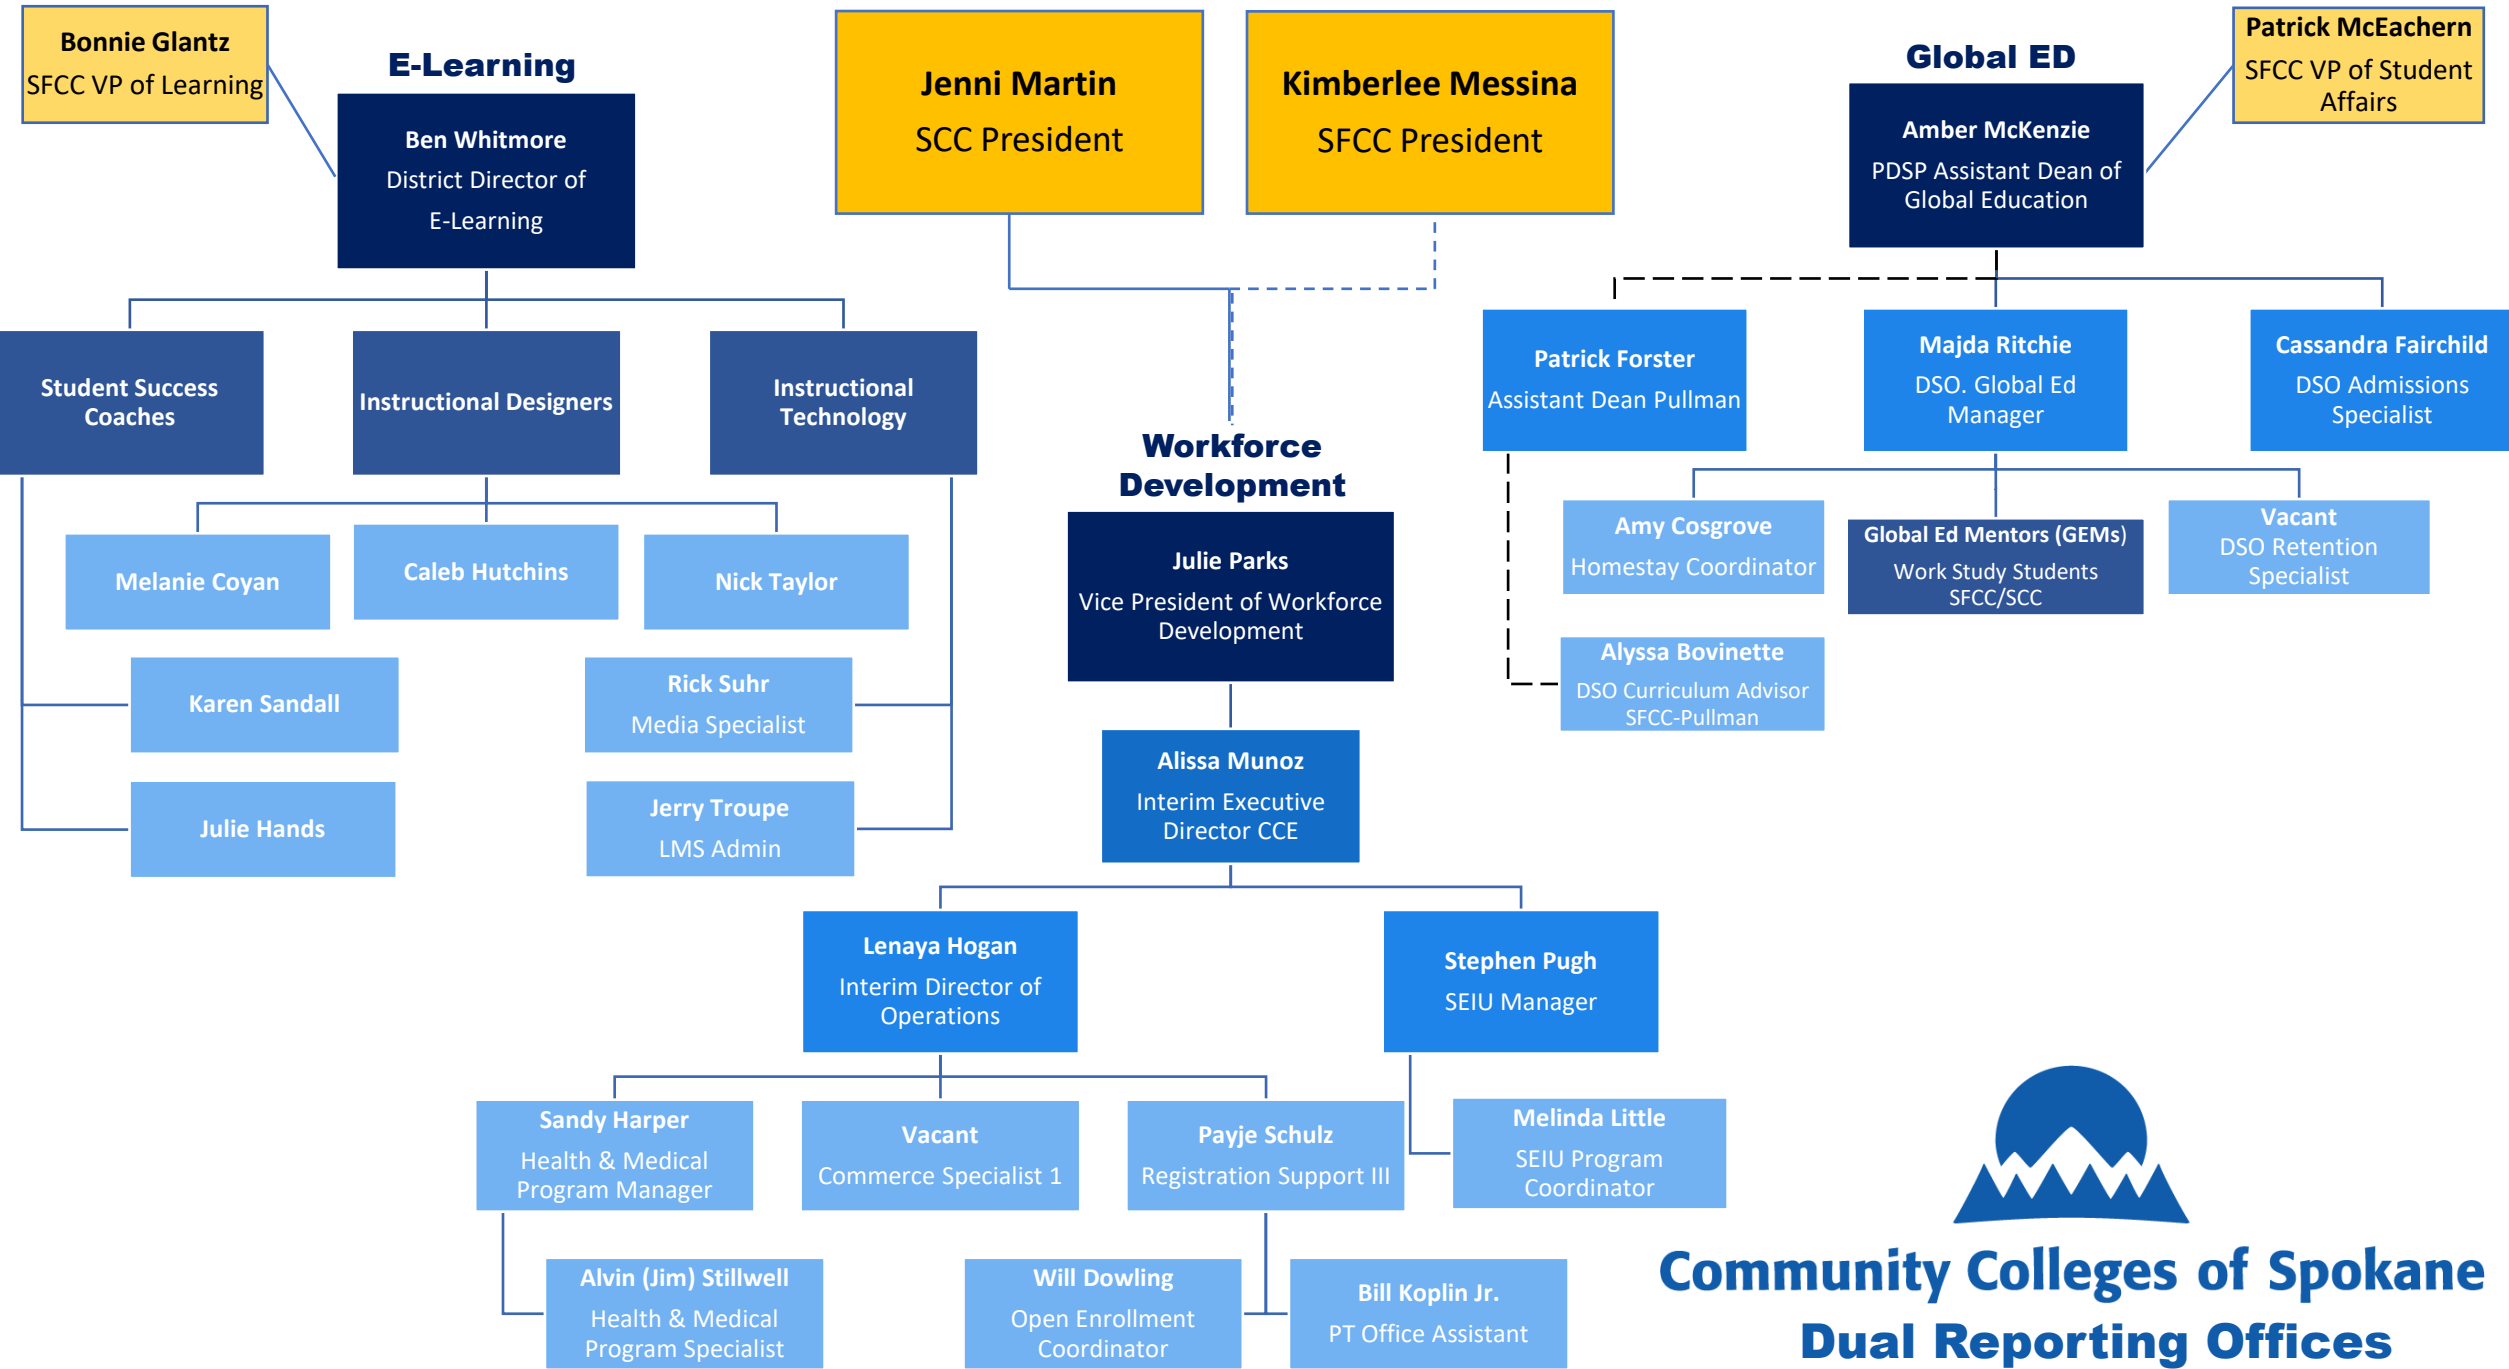 Bonnie Glantz
SFCC VP of Learning
E-Learning
Ben Whitmore
District Director of
E-Learning
Jenni Martin
SCC President
Kimberlee Messina
SFCC President
Global ED
Amber McKenzie
PDSP Assistant Dean of
Global Education
Patrick McEachern
SFCC VP of Student
Affairs
Student Success
Coaches
Instructional Designers
Instructional
Technology
Melanie Coyan
Caleb Hutchins
Nick Taylor
Karen Sandall
Julie Hands
Rick Suhr
Media Specialist
Jerry Troupe
LMS Admin
Patrick Forster
Assistant Dean Pullman
Majda Ritchie
DSO. Global Ed
Manager
Cassandra Fairchild
DSO Admissions
Specialist
Amy Cosgrove
Homestay Coordinator
Global Ed Mentors (GEMs)
Work Study Students
SFCC/SCC
Vacant
DSO Retention
Specialist
Alyssa Bovinette
DSO Curriculum Advisor
SFCC-Pullman
Workforce
Development
Julie Parks
Vice President of Workforce
Development
Alissa Munoz
Interim Executive
Director CCE
Lenaya Hogan
Interim Director of
Operations
Stephen Pugh
SEIU Manager
Sandy Harper
Health & Medical
Program Manager
Vacant
Commerce Specialist 1
Payje Schulz
Registration Support III
Melinda Little
SEIU Program
Coordinator
Alvin (Jim) Stillwell
Health & Medical
Program Specialist
Will Dowling
Open Enrollment
Coordinator
Bill Koplin Jr.
PT Office Assistant
Community Colleges of Spokane
Dual Reporting Offices